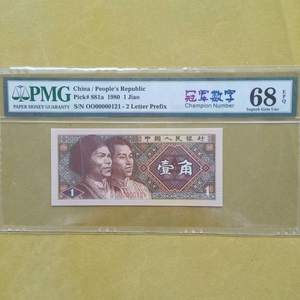 PMG
PAPER MONEY GUARANTY
China / People's Republic
Pick# 881a 1980 1 Jiao
S/N OO00000121 - 2 Letter Prefix
冠军数字
Champion Number
68 EPQ
Superb Gem Unc
中国人民银行
壹角
1
1